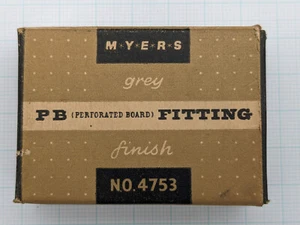 M·Y·E·R·S
grey
PB (PERFORATED BOARD) FITTING
finish
NO. 4753